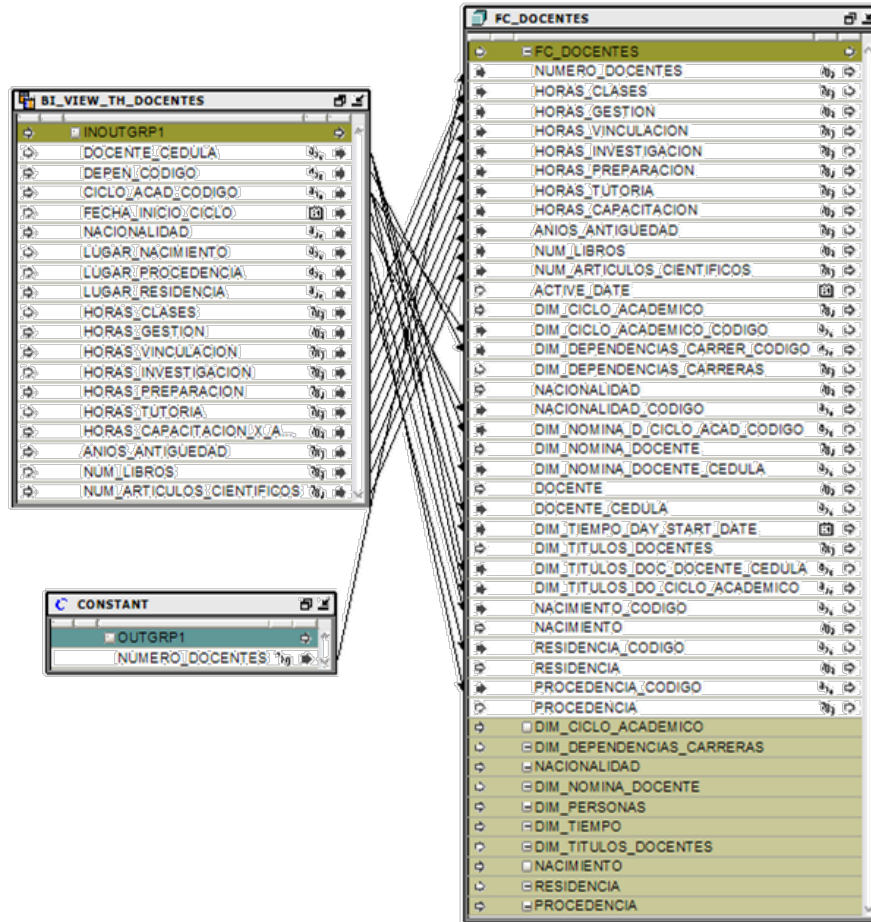 BI_VIEW_TH_DOCENTES
INOUTGRP1
DOCENTE_CEDULA
DEPEN_CODIGO
CICLO_ACAD_CODIGO
FECHA_INICIO_CICLO
NACIONALIDAD
LUGAR_NACIMIENTO
LUGAR_PROCEDENCIA
LUGAR_RESIDENCIA
HORAS_CLASES
HORAS_GESTION
HORAS_VINCULACION
HORAS_INVESTIGACION
HORAS_PREPARACION
HORAS_TUTORIA
HORAS_CAPACITACION_X_A...
ANIOS_ANTIGUEDAD
NUM_LIBROS
NUM_ARTICULOS_CIENTIFICOS
CONSTANT
OUTGRP1
NUMERO_DOCENTES
FC_DOCENTES
FC_DOCENTES
NUMERO_DOCENTES
HORAS_CLASES
HORAS_GESTION
HORAS_VINCULACION
HORAS_INVESTIGACION
HORAS_PREPARACION
HORAS_TUTORIA
HORAS_CAPACITACION
ANIOS_ANTIGUEDAD
NUM_LIBROS
NUM_ARTICULOS_CIENTIFICOS
ACTIVE_DATE
DIM_CICLO_ACADEMICO
DIM_CICLO_ACADEMICO_CODIGO
DIM_DEPENDENCIAS_CARRER_CODIGO
DIM_DEPENDENCIAS_CARRERAS
NACIONALIDAD
NACIONALIDAD_CODIGO
DIM_NOMINA_D_CICLO_ACAD_CODIGO
DIM_NOMINA_DOCENTE
DIM_NOMINA_DOCENTE_CEDULA
DOCENTE
DOCENTE_CEDULA
DIM_TIEMPO_DAY_START_DATE
DIM_TITULOS_DOCENTES
DIM_TITULOS_DOC_DOCENTE_CEDULA
DIM_TITULOS_DO_CICLO_ACADEMICO
NACIMIENTO_CODIGO
NACIMIENTO
RESIDENCIA_CODIGO
RESIDENCIA
PROCEDENCIA_CODIGO
PROCEDENCIA
DIM_CICLO_ACADEMICO
DIM_DEPENDENCIAS_CARRERAS
NACIONALIDAD
DIM_NOMINA_DOCENTE
DIM_PERSONAS
DIM_TIEMPO
DIM_TITULOS_DOCENTES
NACIMIENTO
RESIDENCIA
PROCEDENCIA